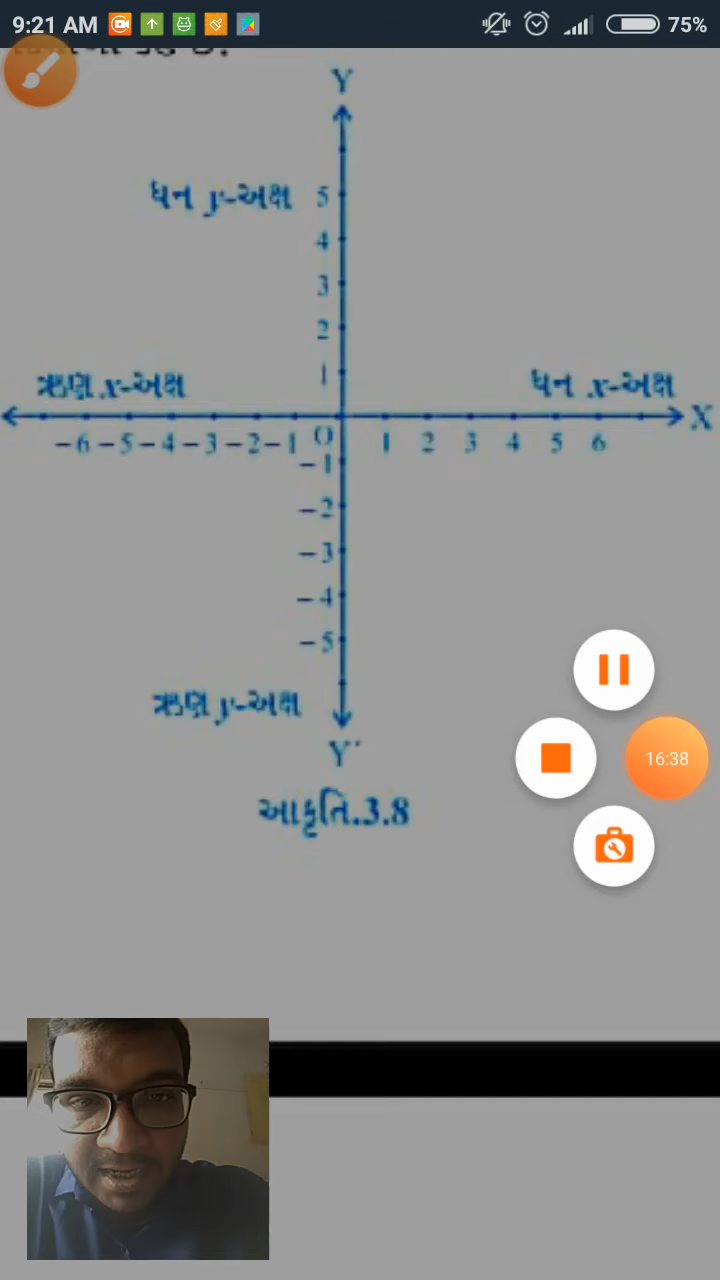 9:21 AM 75%
Y
ધન y-અક્ષ 5
4
3
2
ઋણ x-અક્ષ 1 ધન x-અક્ષ
X
-6 -5 -4 -3 -2 -1 O 1 2 3 4 5 6
-1
-2
-3
-4
-5
ઋણ y-અક્ષ
Y′
16:38
આકૃતિ.3.8